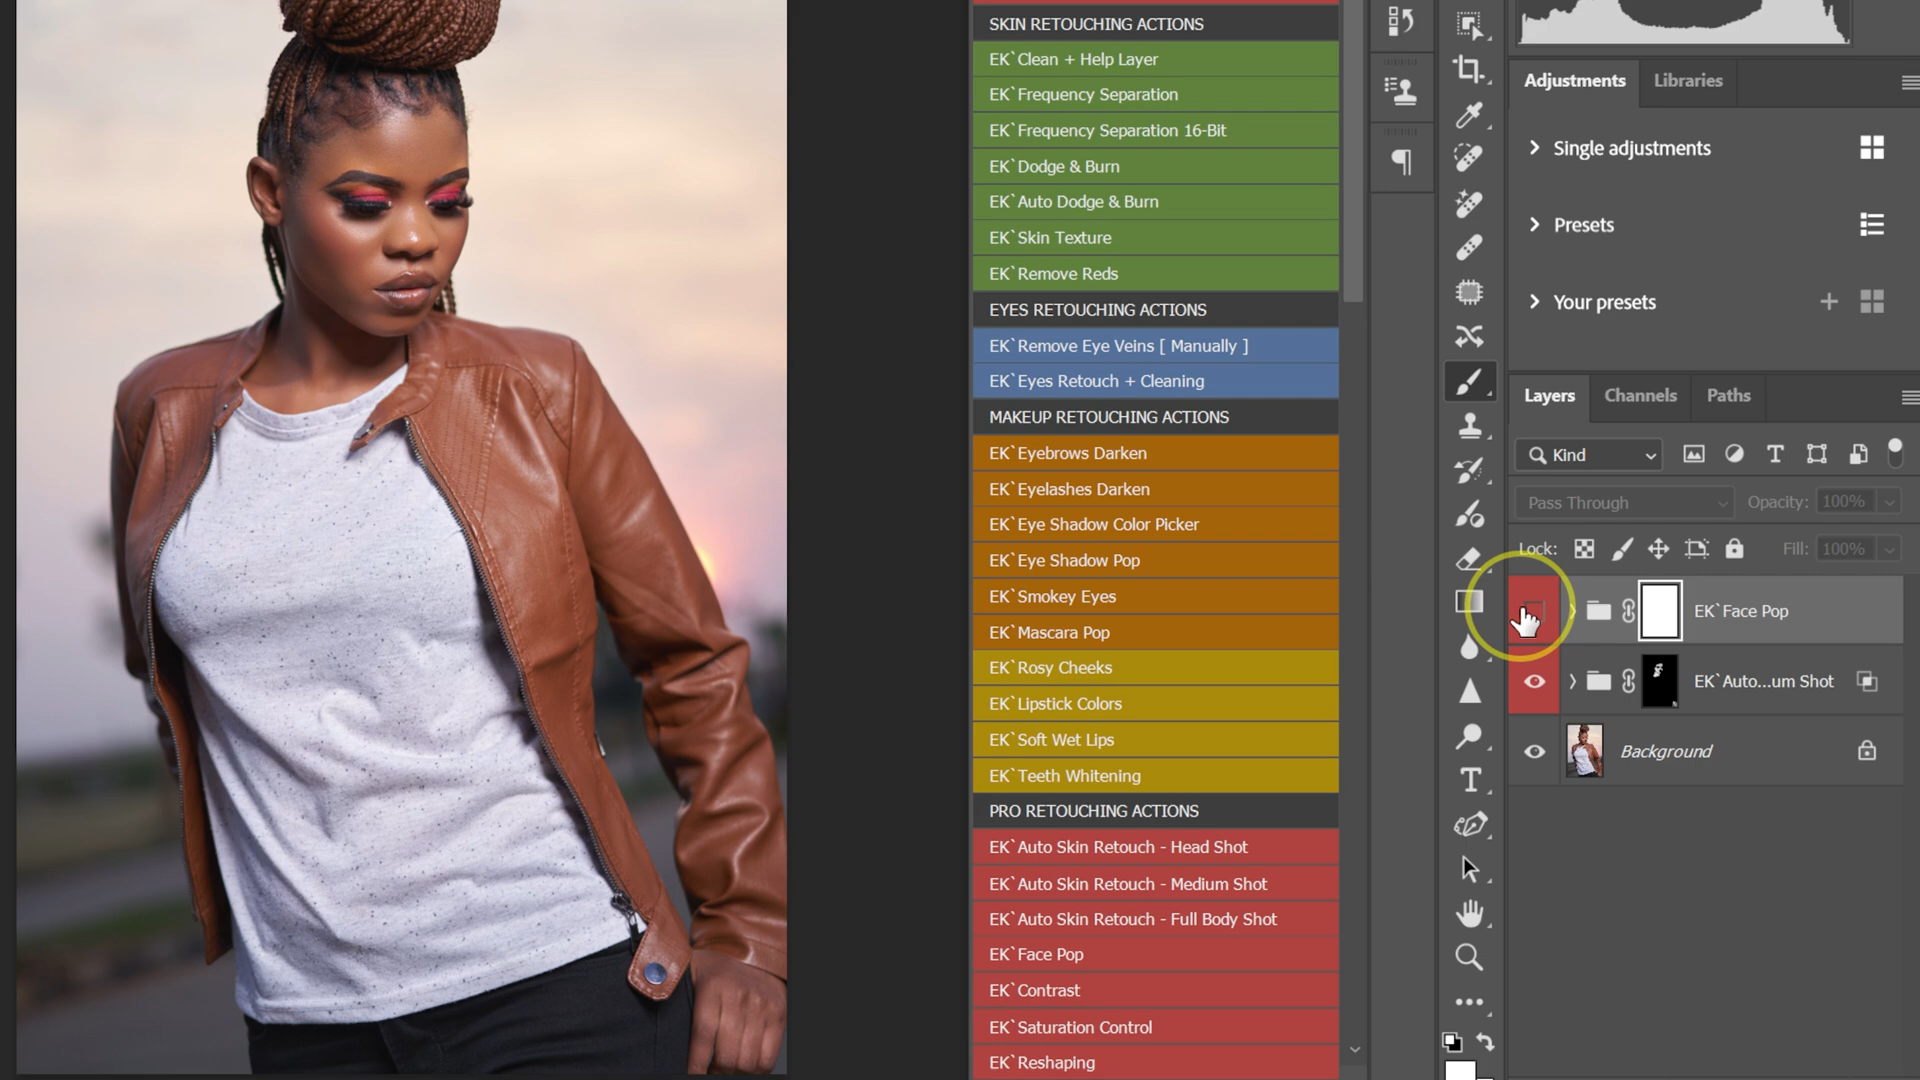 SKIN RETOUCHING ACTIONS
EK`Clean + Help Layer
EK`Frequency Separation
EK`Frequency Separation 16-Bit
EK`Dodge & Burn
EK`Auto Dodge & Burn
EK`Skin Texture
EK`Remove Reds
EYES RETOUCHING ACTIONS
EK`Remove Eye Veins [ Manually ]
EK`Eyes Retouch + Cleaning
MAKEUP RETOUCHING ACTIONS
EK`Eyebrows Darken
EK`Eyelashes Darken
EK`Eye Shadow Color Picker
EK`Eye Shadow Pop
EK`Smokey Eyes
EK`Mascara Pop
EK`Rosy Cheeks
EK`Lipstick Colors
EK`Soft Wet Lips
EK`Teeth Whitening
PRO RETOUCHING ACTIONS
EK`Auto Skin Retouch - Head Shot
EK`Auto Skin Retouch - Medium Shot
EK`Auto Skin Retouch - Full Body Shot
EK`Face Pop
EK`Contrast
EK`Saturation Control
EK`Reshaping
Adjustments Libraries
Single adjustments
Presets
Your presets
Layers Channels Paths
Kind
Pass Through Opacity: 100%
Lock: Fill: 100%
EK`Face Pop
EK`Auto...um Shot
Background